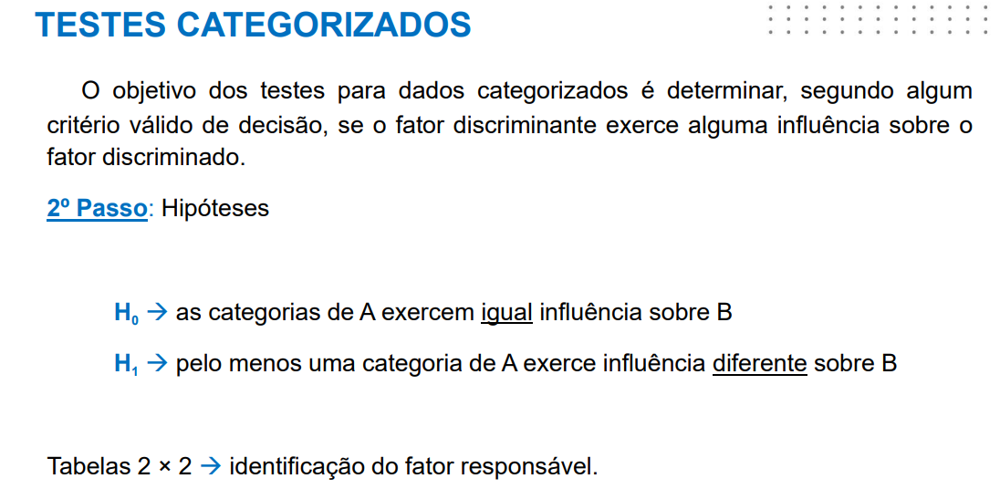 TESTES CATEGORIZADOS
O objetivo dos testes para dados categorizados é determinar, segundo algum
critério válido de decisão, se o fator discriminante exerce alguma influência sobre o
fator discriminado.
2º Passo: Hipóteses
H₀ → as categorias de A exercem igual influência sobre B
H₁ → pelo menos uma categoria de A exerce influência diferente sobre B
Tabelas 2 × 2 → identificação do fator responsável.